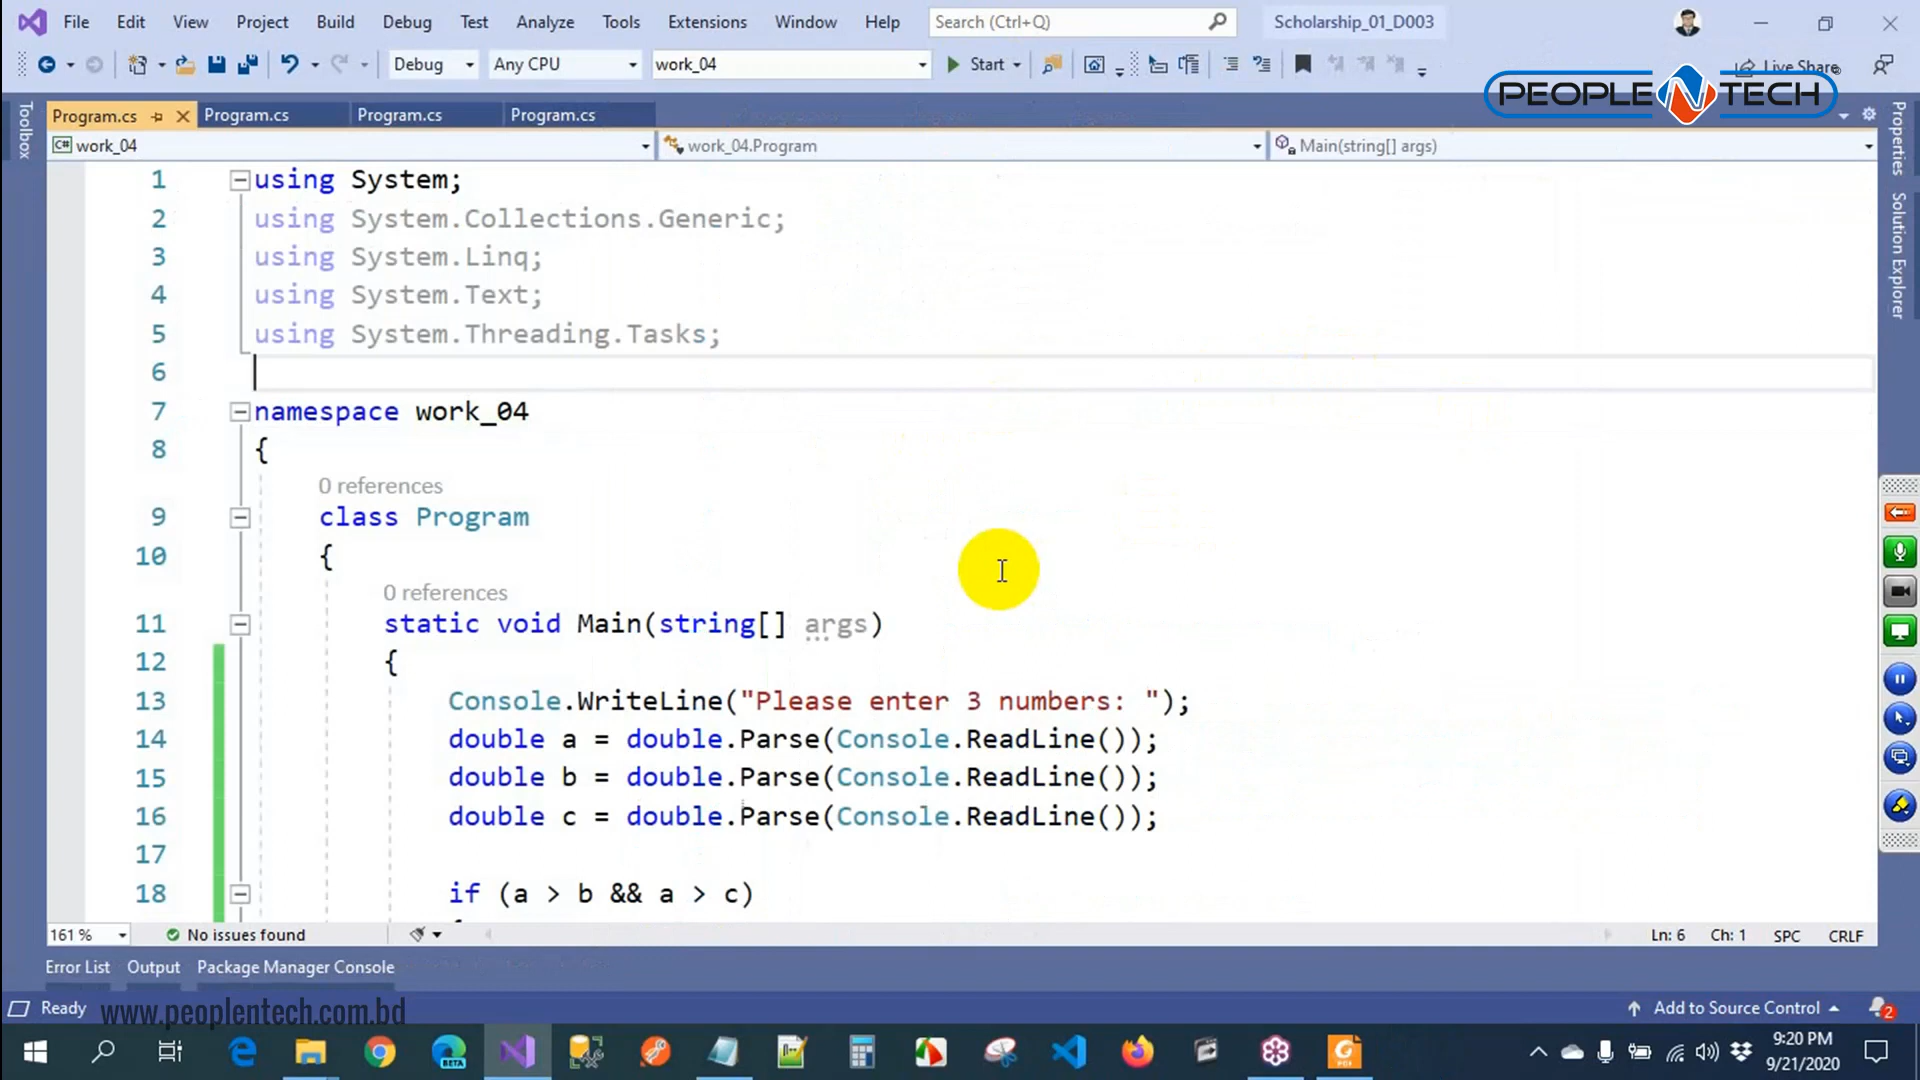 File Edit View Project Build Debug Test Analyze Tools Extensions Window Help Search (Ctrl+Q) Scholarship_01_D003
Debug Any CPU work_04 Start Live Share
PEOPLE N TECH
Program.cs Program.cs Program.cs Program.cs
C# work_04 work_04.Program Main(string[] args)
Toolbox
Properties
Solution Explorer
1 using System;
2 using System.Collections.Generic;
3 using System.Linq;
4 using System.Text;
5 using System.Threading.Tasks;
6
7 namespace work_04
8 {
0 references
9 class Program
10 {
0 references
11 static void Main(string[] args)
12 {
13 Console.WriteLine("Please enter 3 numbers: ");
14 double a = double.Parse(Console.ReadLine());
15 double b = double.Parse(Console.ReadLine());
16 double c = double.Parse(Console.ReadLine());
17
18 if (a > b && a > c)
161 % No issues found Ln: 6 Ch: 1 SPC CRLF
Error List Output Package Manager Console
Ready www.peoplentech.com.bd Add to Source Control 2
BETA
9:20 PM
9/21/2020